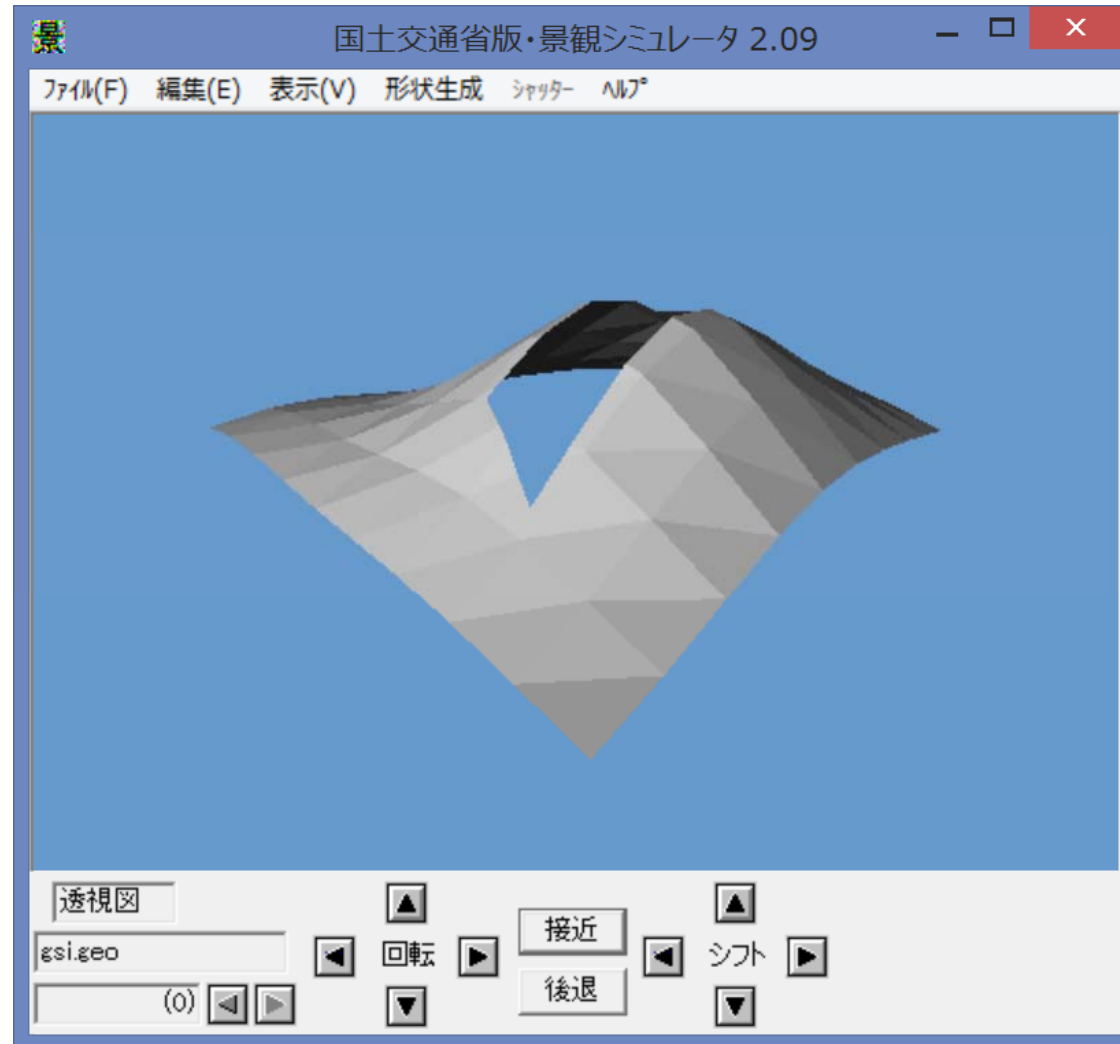 景 国土交通省版・景観シミュレータ 2.09
ファイル(F) 編集(E) 表示(V) 形状生成 シャッター ヘルプ
透視図
gsi.geo
(0)
回転
接近
後退
シフト